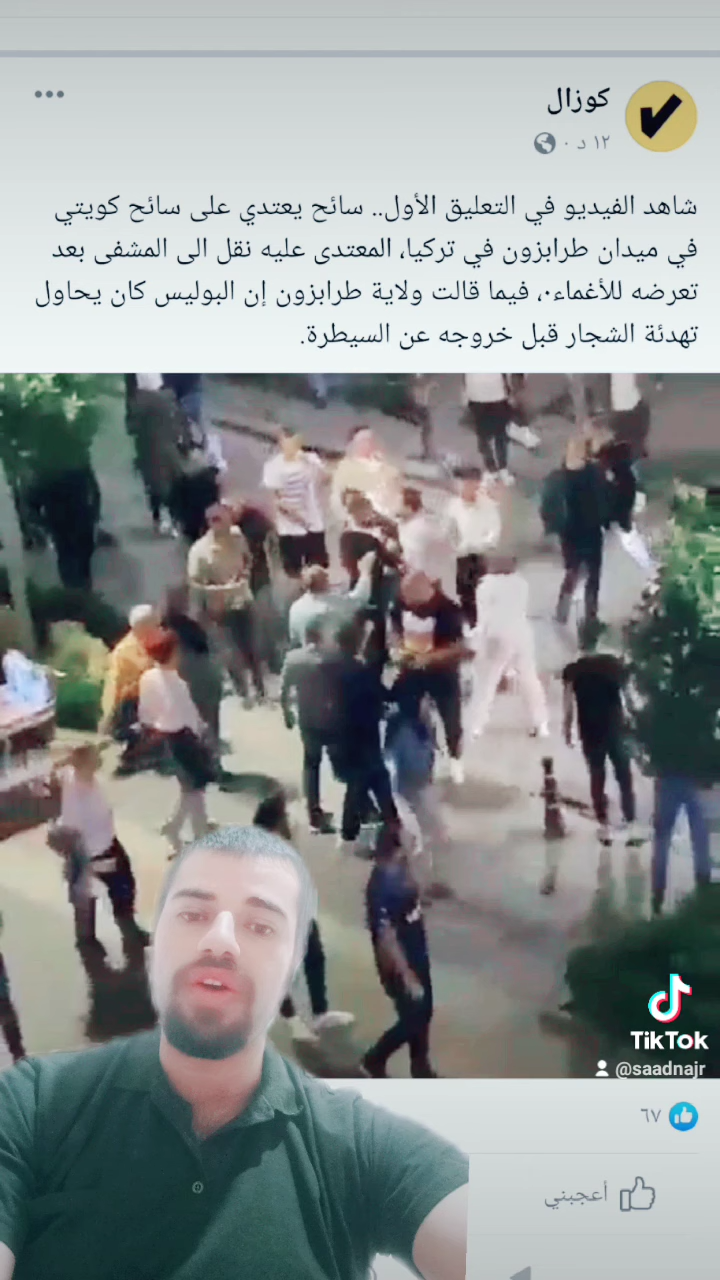 كوزال
١٢ د ·
شاهد الفيديو في التعليق الأول.. سائح يعتدي على سائح كويتي
في ميدان طرابزون في تركيا، المعتدى عليه نقل الى المشفى بعد
تعرضه للأغماء٠، فيما قالت ولاية طرابزون إن البوليس كان يحاول
تهدئة الشجار قبل خروجه عن السيطرة.
TikTok
@saadnajr
٦٧
أعجبني